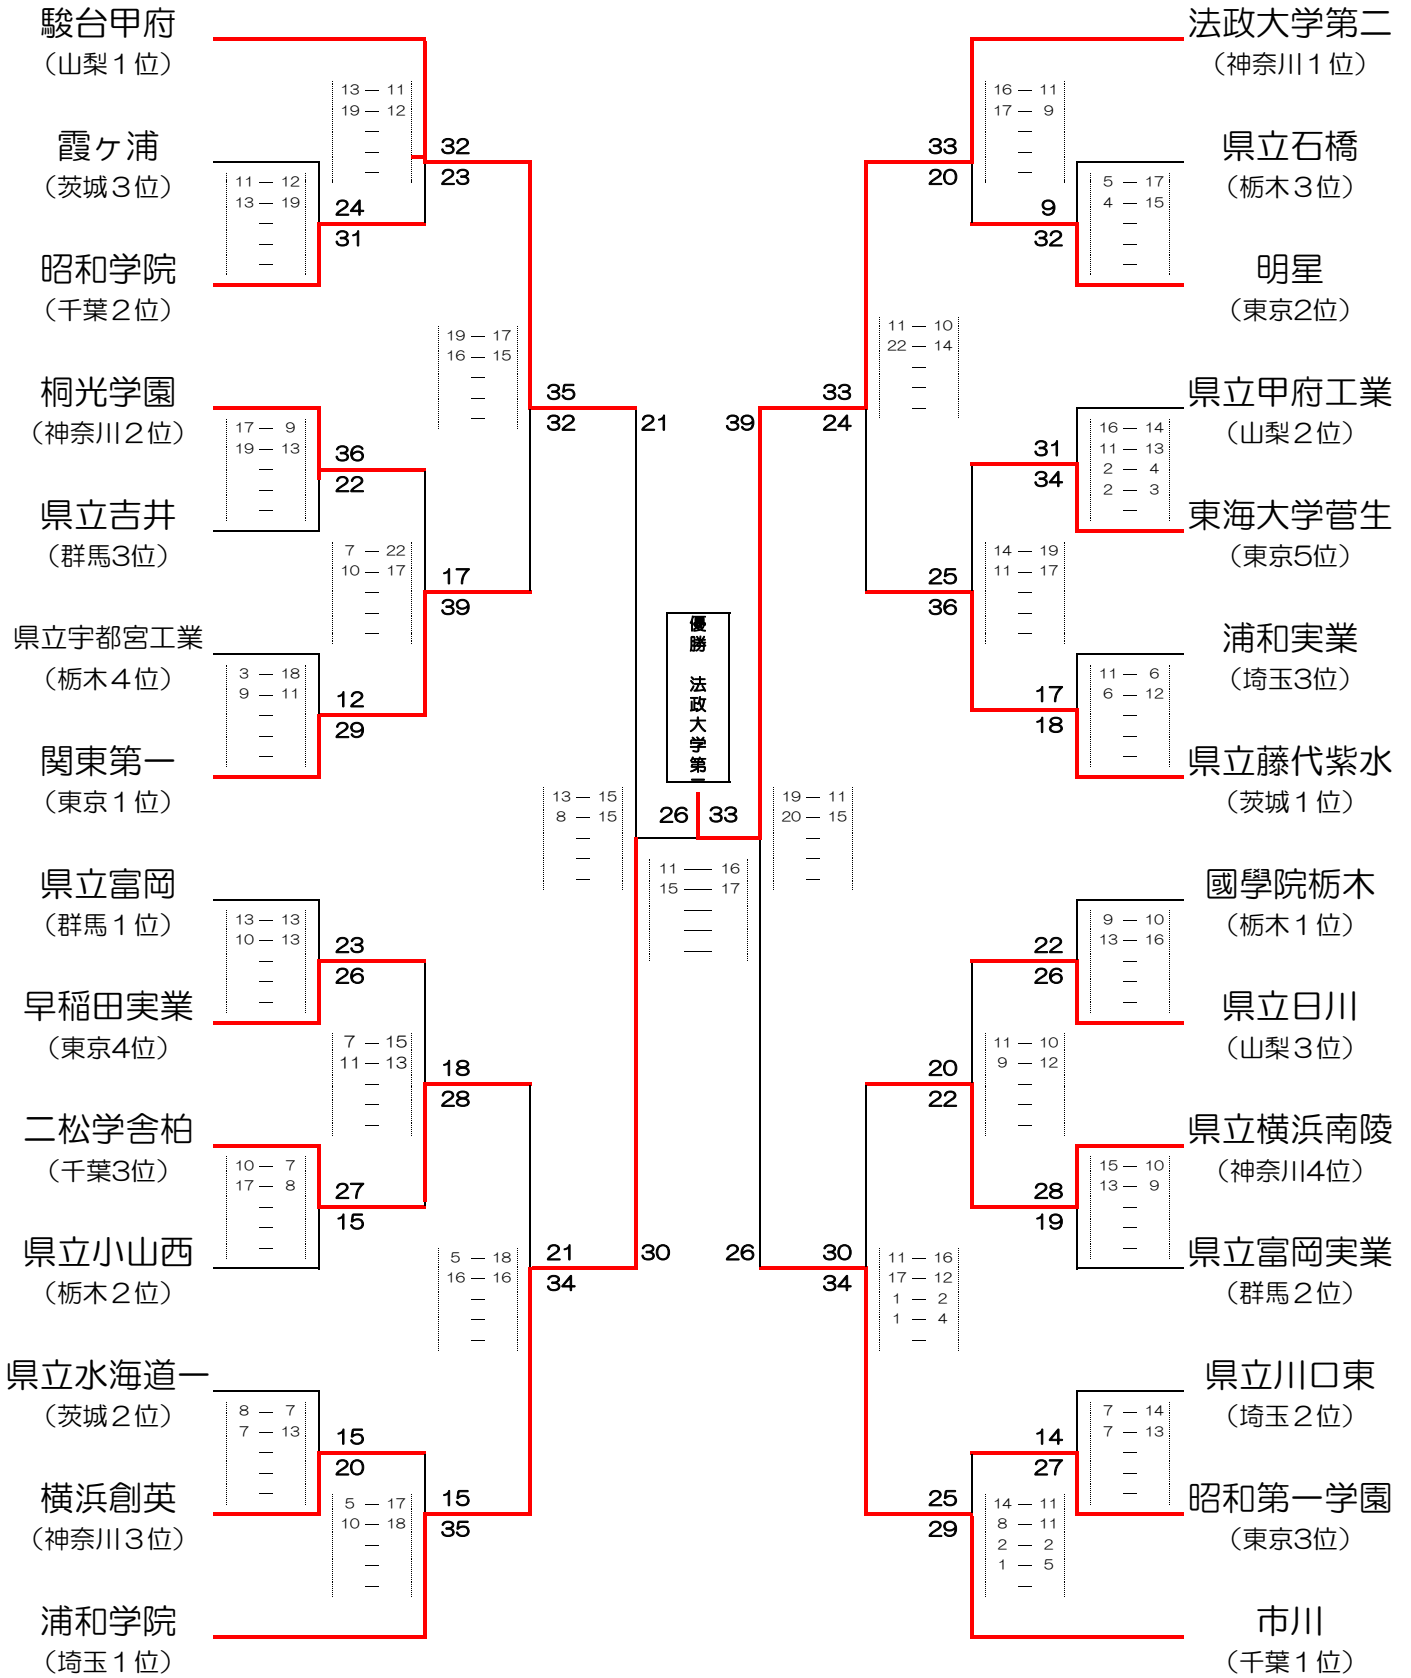 駿台甲府
（山梨１位）
13 — 11
19 — 12
霞ヶ浦
（茨城３位）
32
23
11 — 12
13 — 19
24
31
昭和学院
（千葉２位）
19 — 17
16 — 15
桐光学園
（神奈川２位）
35
32
21
17 — 9
19 — 13
36
22
県立吉井
（群馬3位）
7 — 22
10 — 17
17
39
県立宇都宮工業
（栃木４位）
3 — 18
9 — 11
12
29
関東第一
（東京１位）
13 — 15
8 — 15
県立富岡
（群馬１位）
13 — 13
10 — 13
23
26
早稲田実業
（東京4位）
7 — 15
11 — 13
18
28
二松学舎柏
（千葉3位）
10 — 7
17 — 8
27
15
県立小山西
（栃木２位）
5 — 18
16 — 16
21
34
30
県立水海道一
（茨城２位）
8 — 7
7 — 13
15
20
横浜創英
（神奈川３位）
5 — 17
10 — 18
15
35
浦和学院
（埼玉１位）
優勝　法政大学第二
26
33
11 — 16
15 — 17
法政大学第二
（神奈川１位）
16 — 11
17 — 9
33
20
県立石橋
（栃木３位）
5 — 17
4 — 15
9
32
明星
（東京2位）
11 — 10
22 — 14
県立甲府工業
（山梨２位）
39
33
24
16 — 14
11 — 13
2 — 4
2 — 3
31
34
東海大学菅生
（東京5位）
14 — 19
11 — 17
25
36
浦和実業
（埼玉3位）
11 — 6
6 — 12
17
18
県立藤代紫水
（茨城１位）
19 — 11
20 — 15
國學院栃木
（栃木１位）
9 — 10
13 — 16
22
26
県立日川
（山梨３位）
11 — 10
9 — 12
20
22
県立横浜南陵
（神奈川4位）
15 — 10
13 — 9
28
19
県立富岡実業
（群馬２位）
26
30
34
11 — 16
17 — 12
1 — 2
1 — 4
県立川口東
（埼玉２位）
7 — 14
7 — 13
14
27
昭和第一学園
（東京3位）
25
29
14 — 11
8 — 11
2 — 2
1 — 5
市川
（千葉１位）